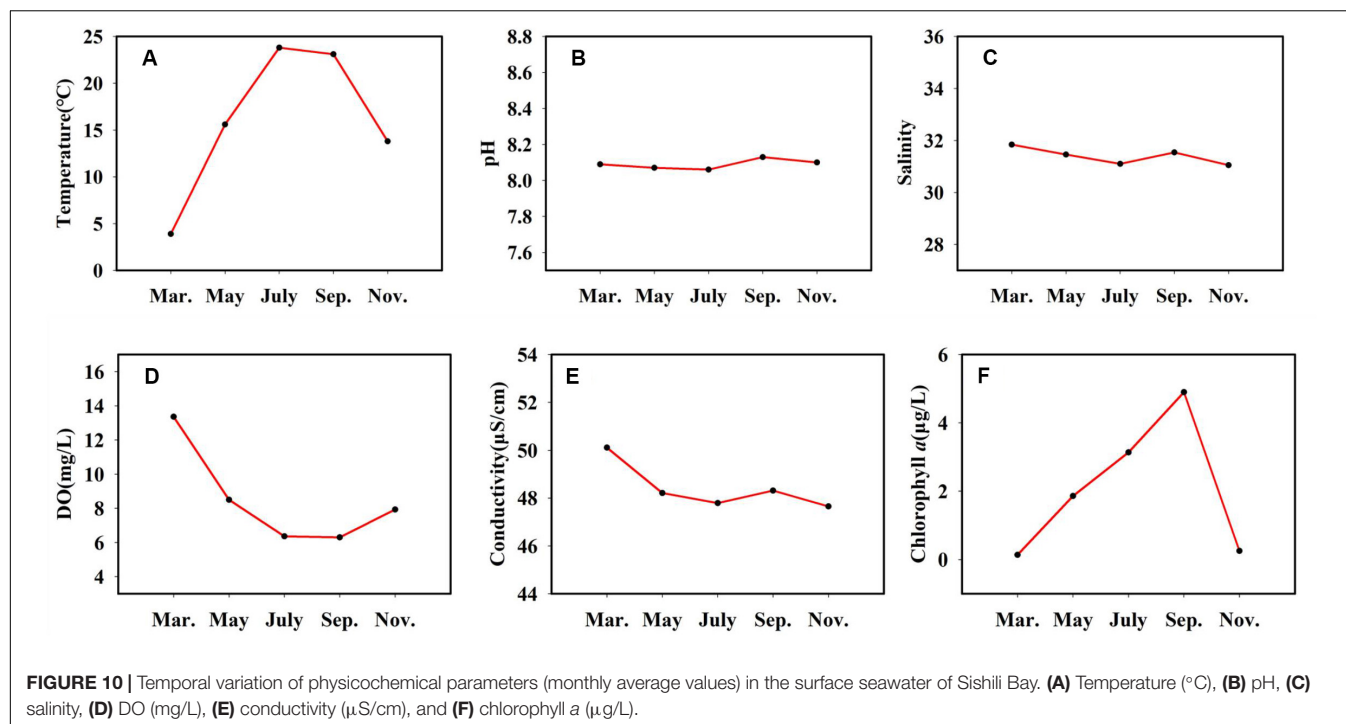 A
Temperature(°C)
25
20
15
10
5
0
Mar. May July Sep. Nov.
B
pH
8.8
8.6
8.4
8.2
8.0
7.8
7.6
Mar. May July Sep. Nov.
C
Salinity
36
34
32
30
28
Mar. May July Sep. Nov.
D
DO(mg/L)
16
14
12
10
8
6
4
Mar. May July Sep. Nov.
E
Conductivity(μS/cm)
54
52
50
48
46
44
Mar. May July Sep. Nov.
F
Chlorophyll a(μg/L)
6
4
2
0
Mar. May July Sep. Nov.
FIGURE 10 | Temporal variation of physicochemical parameters (monthly average values) in the surface seawater of Sishili Bay. (A) Temperature (°C), (B) pH, (C)
salinity, (D) DO (mg/L), (E) conductivity (μS/cm), and (F) chlorophyll a (μg/L).